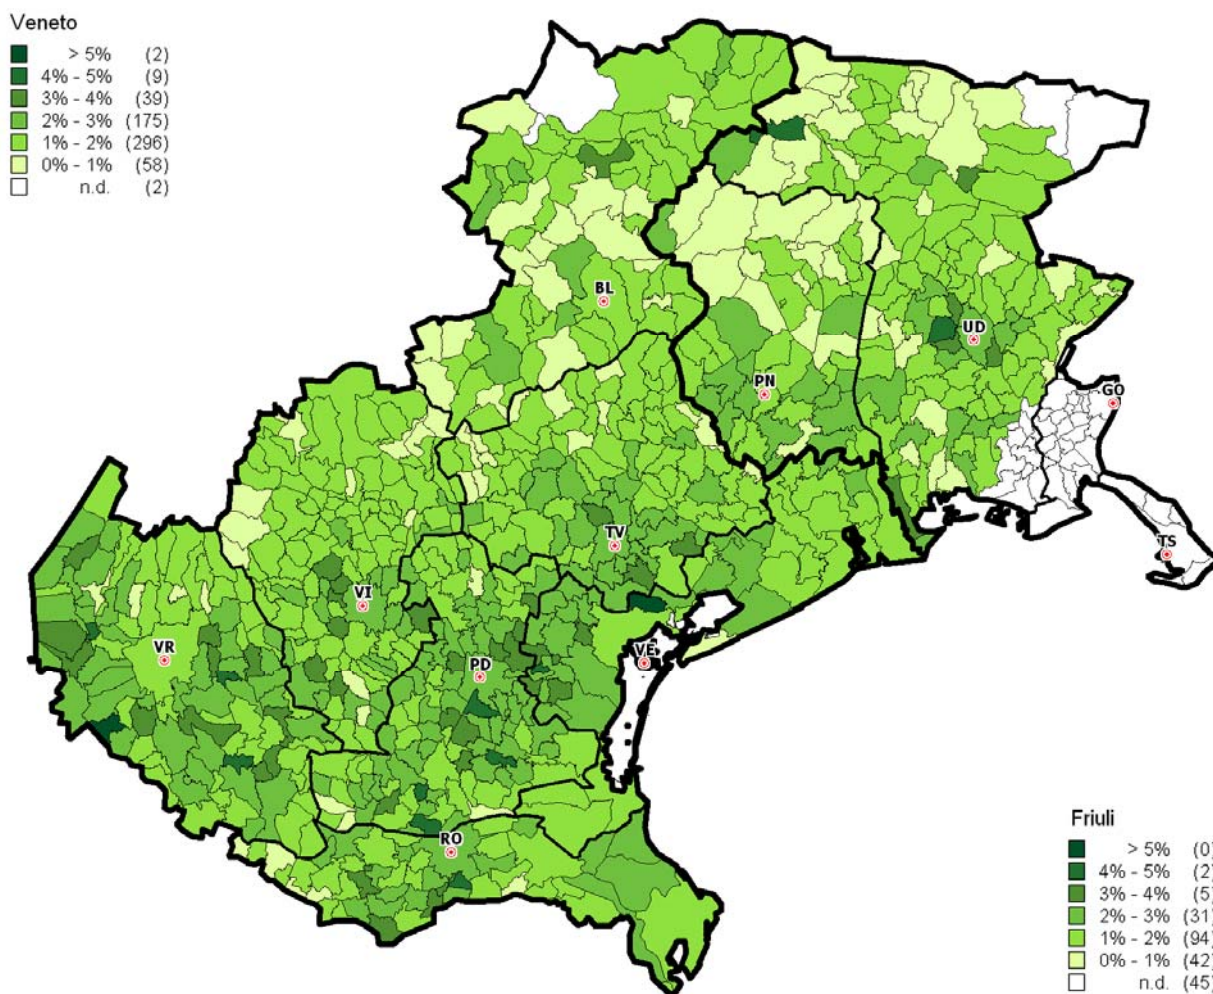 Veneto
> 5% (2)
4% - 5% (9)
3% - 4% (39)
2% - 3% (175)
1% - 2% (296)
0% - 1% (58)
n.d. (2)
BL
UD
PN
GO
TV
TS
VI
VR
PD
VE
RO
Friuli
> 5% (0)
4% - 5% (2)
3% - 4% (5)
2% - 3% (31)
1% - 2% (94)
0% - 1% (42)
n.d. (45)